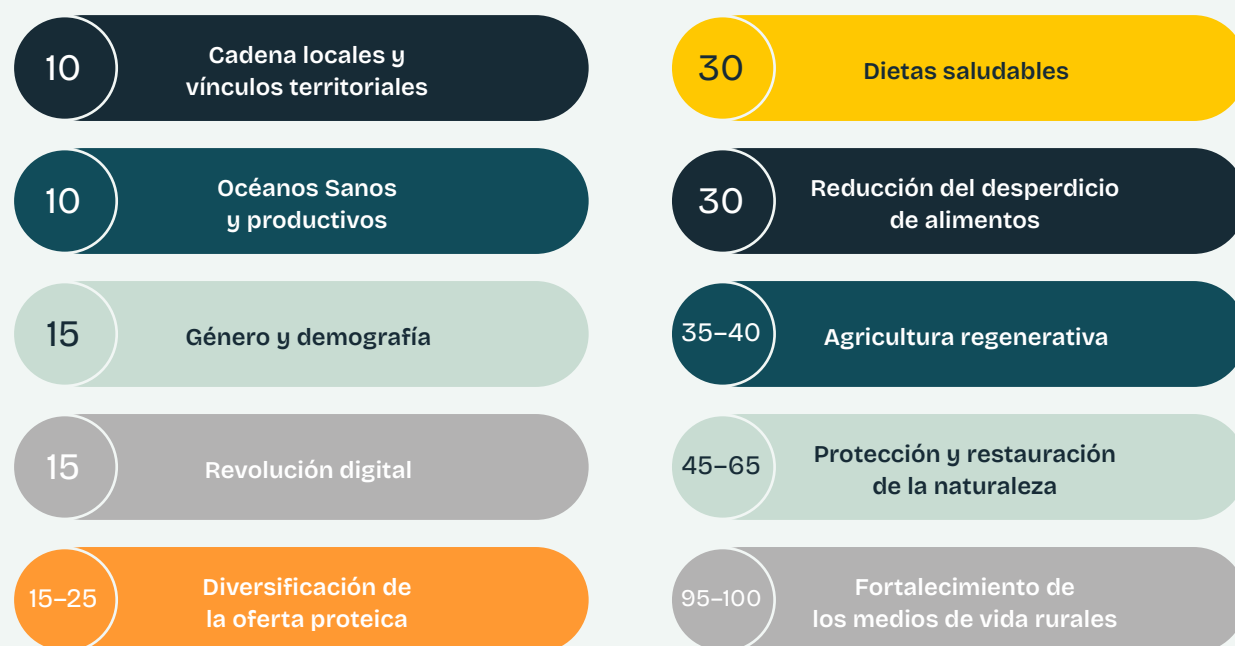 10
Cadena locales y
vínculos territoriales
10
Océanos Sanos
y productivos
15
Género y demografía
15
Revolución digital
15–25
Diversificación de
la oferta proteica
30
Dietas saludables
30
Reducción del desperdicio
de alimentos
35–40
Agricultura regenerativa
45–65
Protección y restauración
de la naturaleza
95–100
Fortalecimiento de
los medios de vida rurales